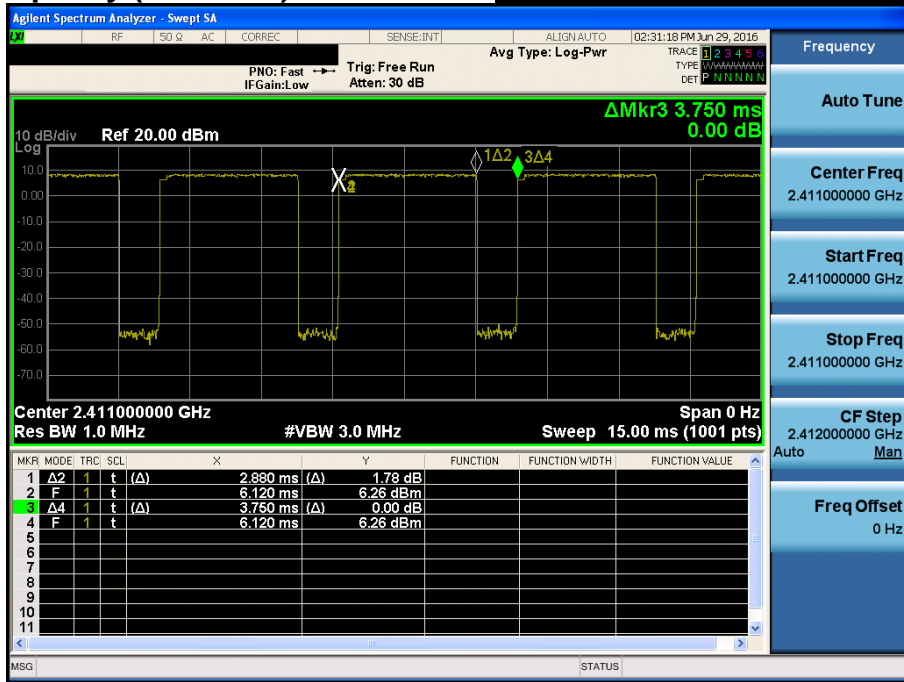 Agilent Spectrum Analyzer - Swept SA
LXI RF 50 Ω AC CORREC SENSE:INT ALIGN AUTO 02:31:18 PM Jun 29, 2016
Avg Type: Log-Pwr TRACE 1 2 3 4 5 6
PNO: Fast Trig: Free Run TYPE WWWWWW
IFGain:Low Atten: 30 dB DET P N N N N N
ΔMkr3 3.750 ms
0.00 dB
10 dB/div Ref 20.00 dBm
Log
1Δ2 3Δ4
10.0
2
0.00
-10.0
-20.0
-30.0
-40.0
-50.0
-60.0
-70.0
Center 2.411000000 GHz Span 0 Hz
Res BW 1.0 MHz #VBW 3.0 MHz Sweep 15.00 ms (1001 pts)
MKR MODE TRC SCL X Y FUNCTION FUNCTION WIDTH FUNCTION VALUE
1 Δ2 1 t (Δ) 2.880 ms (Δ) 1.78 dB
2 F 1 t 6.120 ms 6.26 dBm
3 Δ4 1 t (Δ) 3.750 ms (Δ) 0.00 dB
4 F 1 t 6.120 ms 6.26 dBm
5
6
7
8
9
10
11
MSG STATUS
Frequency
Auto Tune
Center Freq
2.411000000 GHz
Start Freq
2.411000000 GHz
Stop Freq
2.411000000 GHz
CF Step
2.412000000 GHz
Auto Man
Freq Offset
0 Hz